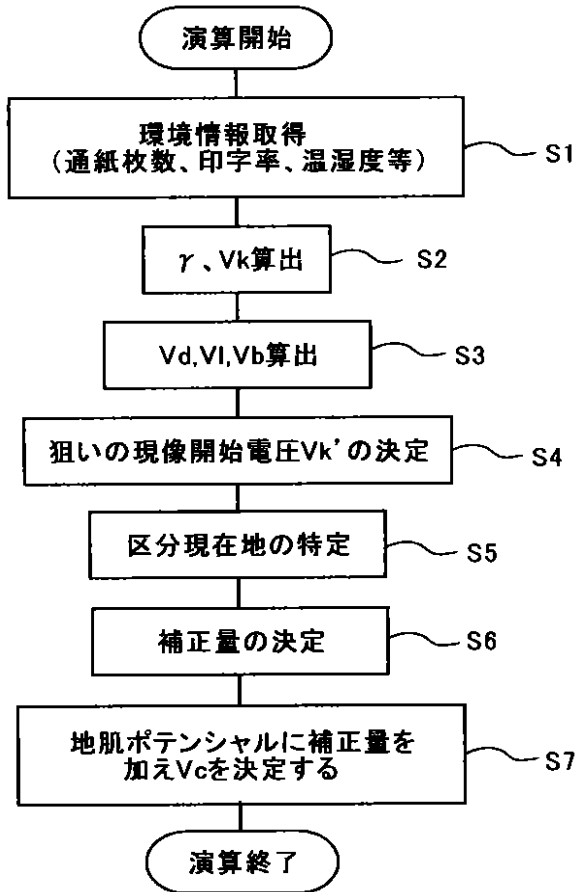 演算開始
環境情報取得
（通紙枚数、印字率、温湿度等）
S1
γ、Vk算出
S2
Vd,Vl,Vb算出
S3
狙いの現像開始電圧Vk'の決定
S4
区分現在地の特定
S5
補正量の決定
S6
地肌ポテンシャルに補正量を
加えVcを決定する
S7
演算終了